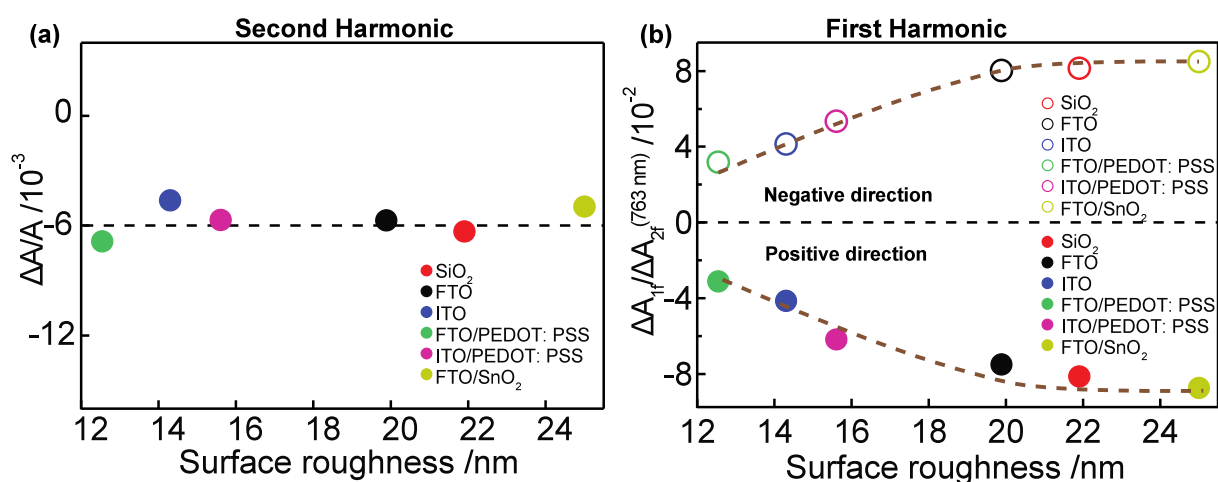 (a)
Second Harmonic
0
-6
-12
ΔA/A /10⁻³
SiO₂
FTO
ITO
FTO/PEDOT: PSS
ITO/PEDOT: PSS
FTO/SnO₂
12 14 16 18 20 22 24
Surface roughness /nm
(b)
First Harmonic
8
4
0
-4
-8
ΔA₁f/ΔA₂f⁽⁷⁶³ ⁿᵐ⁾ /10⁻²
SiO₂
FTO
ITO
FTO/PEDOT: PSS
ITO/PEDOT: PSS
FTO/SnO₂
Negative direction
Positive direction
SiO₂
FTO
ITO
FTO/PEDOT: PSS
ITO/PEDOT: PSS
FTO/SnO₂
12 14 16 18 20 22 24
Surface roughness /nm